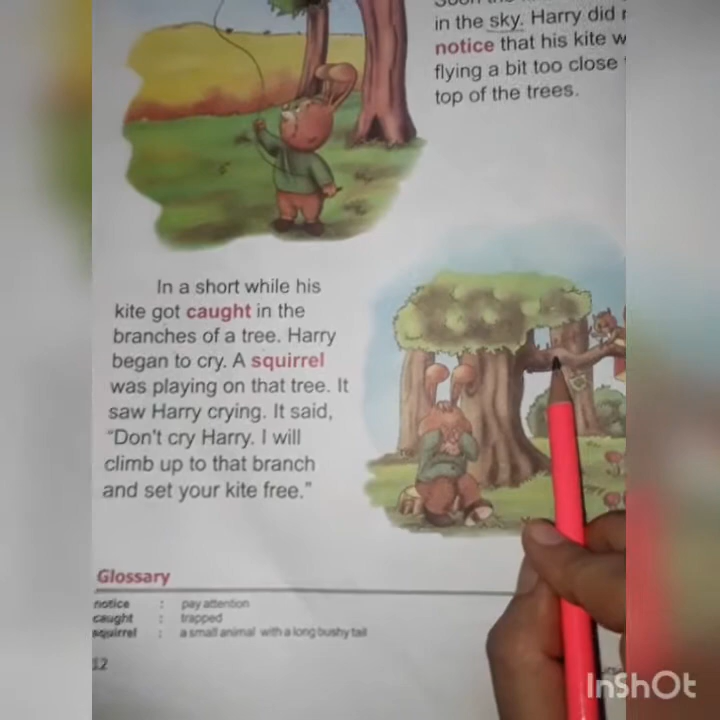 in the sky. Harry did
notice that his kite
flying a bit too close
top of the trees.
In a short while his
kite got caught in the
branches of a tree. Harry
began to cry. A squirrel
was playing on that tree. It
saw Harry crying. It said,
“Don't cry Harry. I will
climb up to that branch
and set your kite free.”
Glossary
notice : pay attention
caught : trapped
squirrel : a small animal with a long bushy tail
12
InShOt